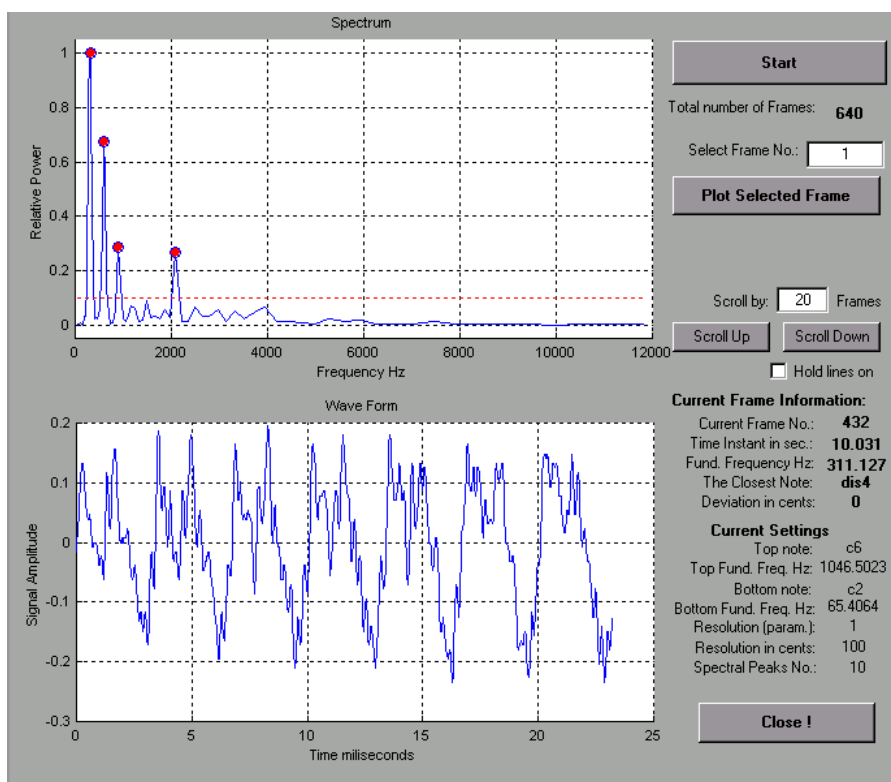 Spectrum
1
0.8
0.6
0.4
0.2
0
Relative Power
0 2000 4000 6000 8000 10000 12000
Frequency Hz
Wave Form
0.2
0.1
0
-0.1
-0.2
-0.3
Signal Amplitude
0 5 10 15 20 25
Time miliseconds
Start
Total number of Frames: 640
Select Frame No.: 1
Plot Selected Frame
Scroll by: 20 Frames
Scroll Up Scroll Down
Hold lines on
Current Frame Information:
Current Frame No.: 432
Time Instant in sec.: 10.031
Fund. Frequency Hz: 311.127
The Closest Note: dis4
Deviation in cents: 0
Current Settings
Top note: c6
Top Fund. Freq. Hz: 1046.5023
Bottom note: c2
Bottom Fund. Freq. Hz: 65.4064
Resolution (param.): 1
Resolution in cents: 100
Spectral Peaks No.: 10
Close !